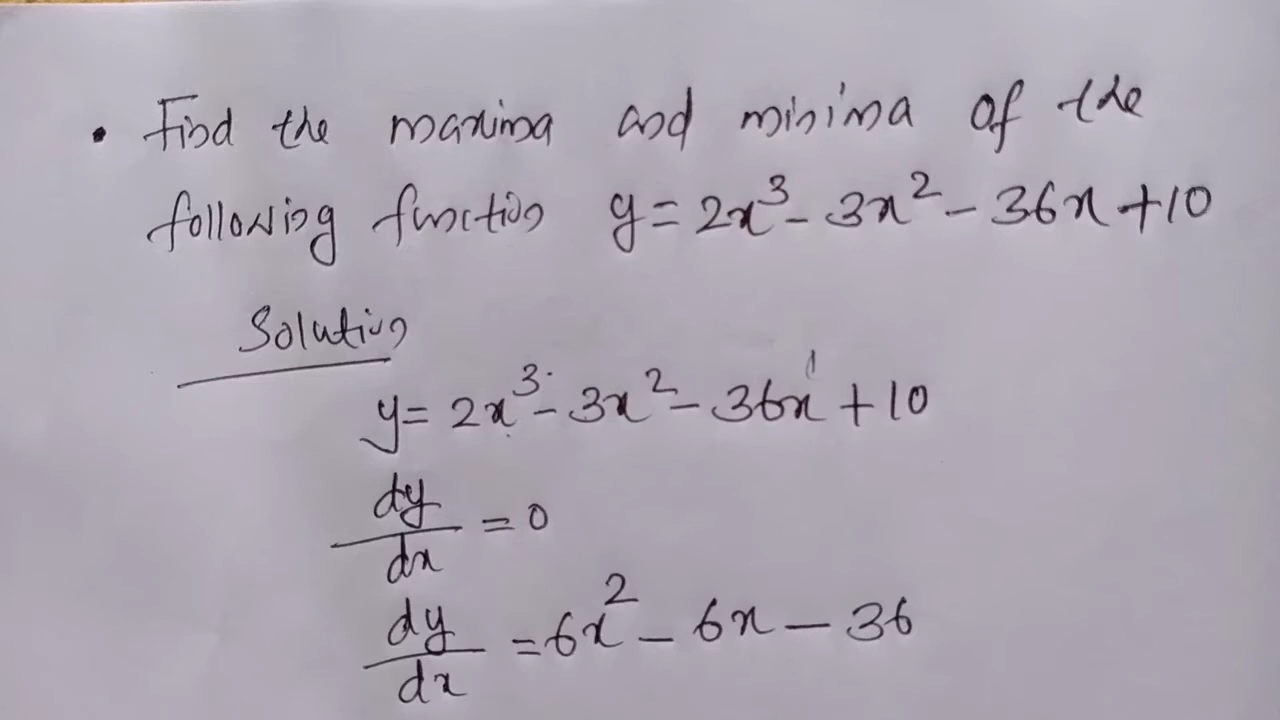 • Find the maxima and minima of the
following function y = 2x³ - 3x² - 36x + 10
Solution
y = 2x³ - 3x² - 36x¹ + 10
dy/dx = 0
dy/dx = 6x² - 6x - 36